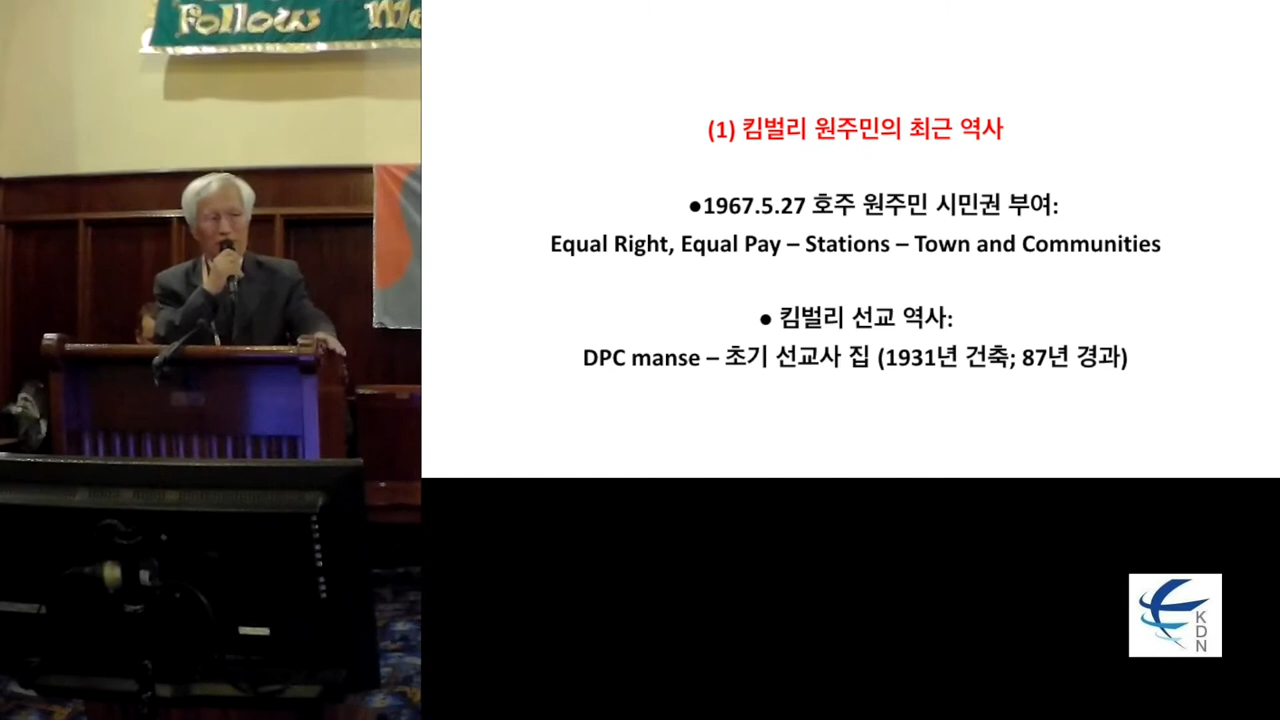 Follow Me
(1) 킴벌리 원주민의 최근 역사
●1967.5.27 호주 원주민 시민권 부여:
Equal Right, Equal Pay – Stations – Town and Communities
● 킴벌리 선교 역사:
DPC manse – 초기 선교사 집 (1931년 건축; 87년 경과)
KDN